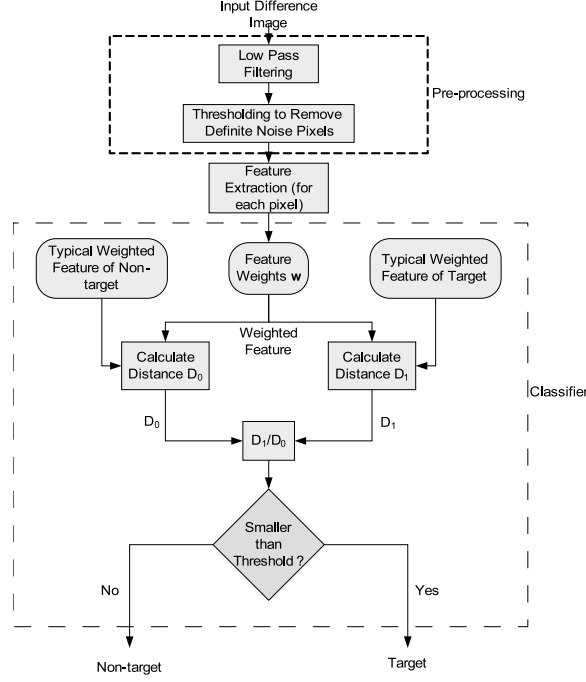 Input Difference
Image
Low Pass
Filtering
Pre-processing
Thresholding to Remove
Definite Noise Pixels
Feature
Extraction (for
each pixel)
Typical Weighted
Feature of Non-
target
Feature
Weights w
Typical Weighted
Feature of Target
Weighted
Feature
Calculate
Distance D₀
Calculate
Distance D₁
Classifier
D₀
D₁/D₀
D₁
Smaller
than
Threshold ?
No
Yes
Non-target
Target